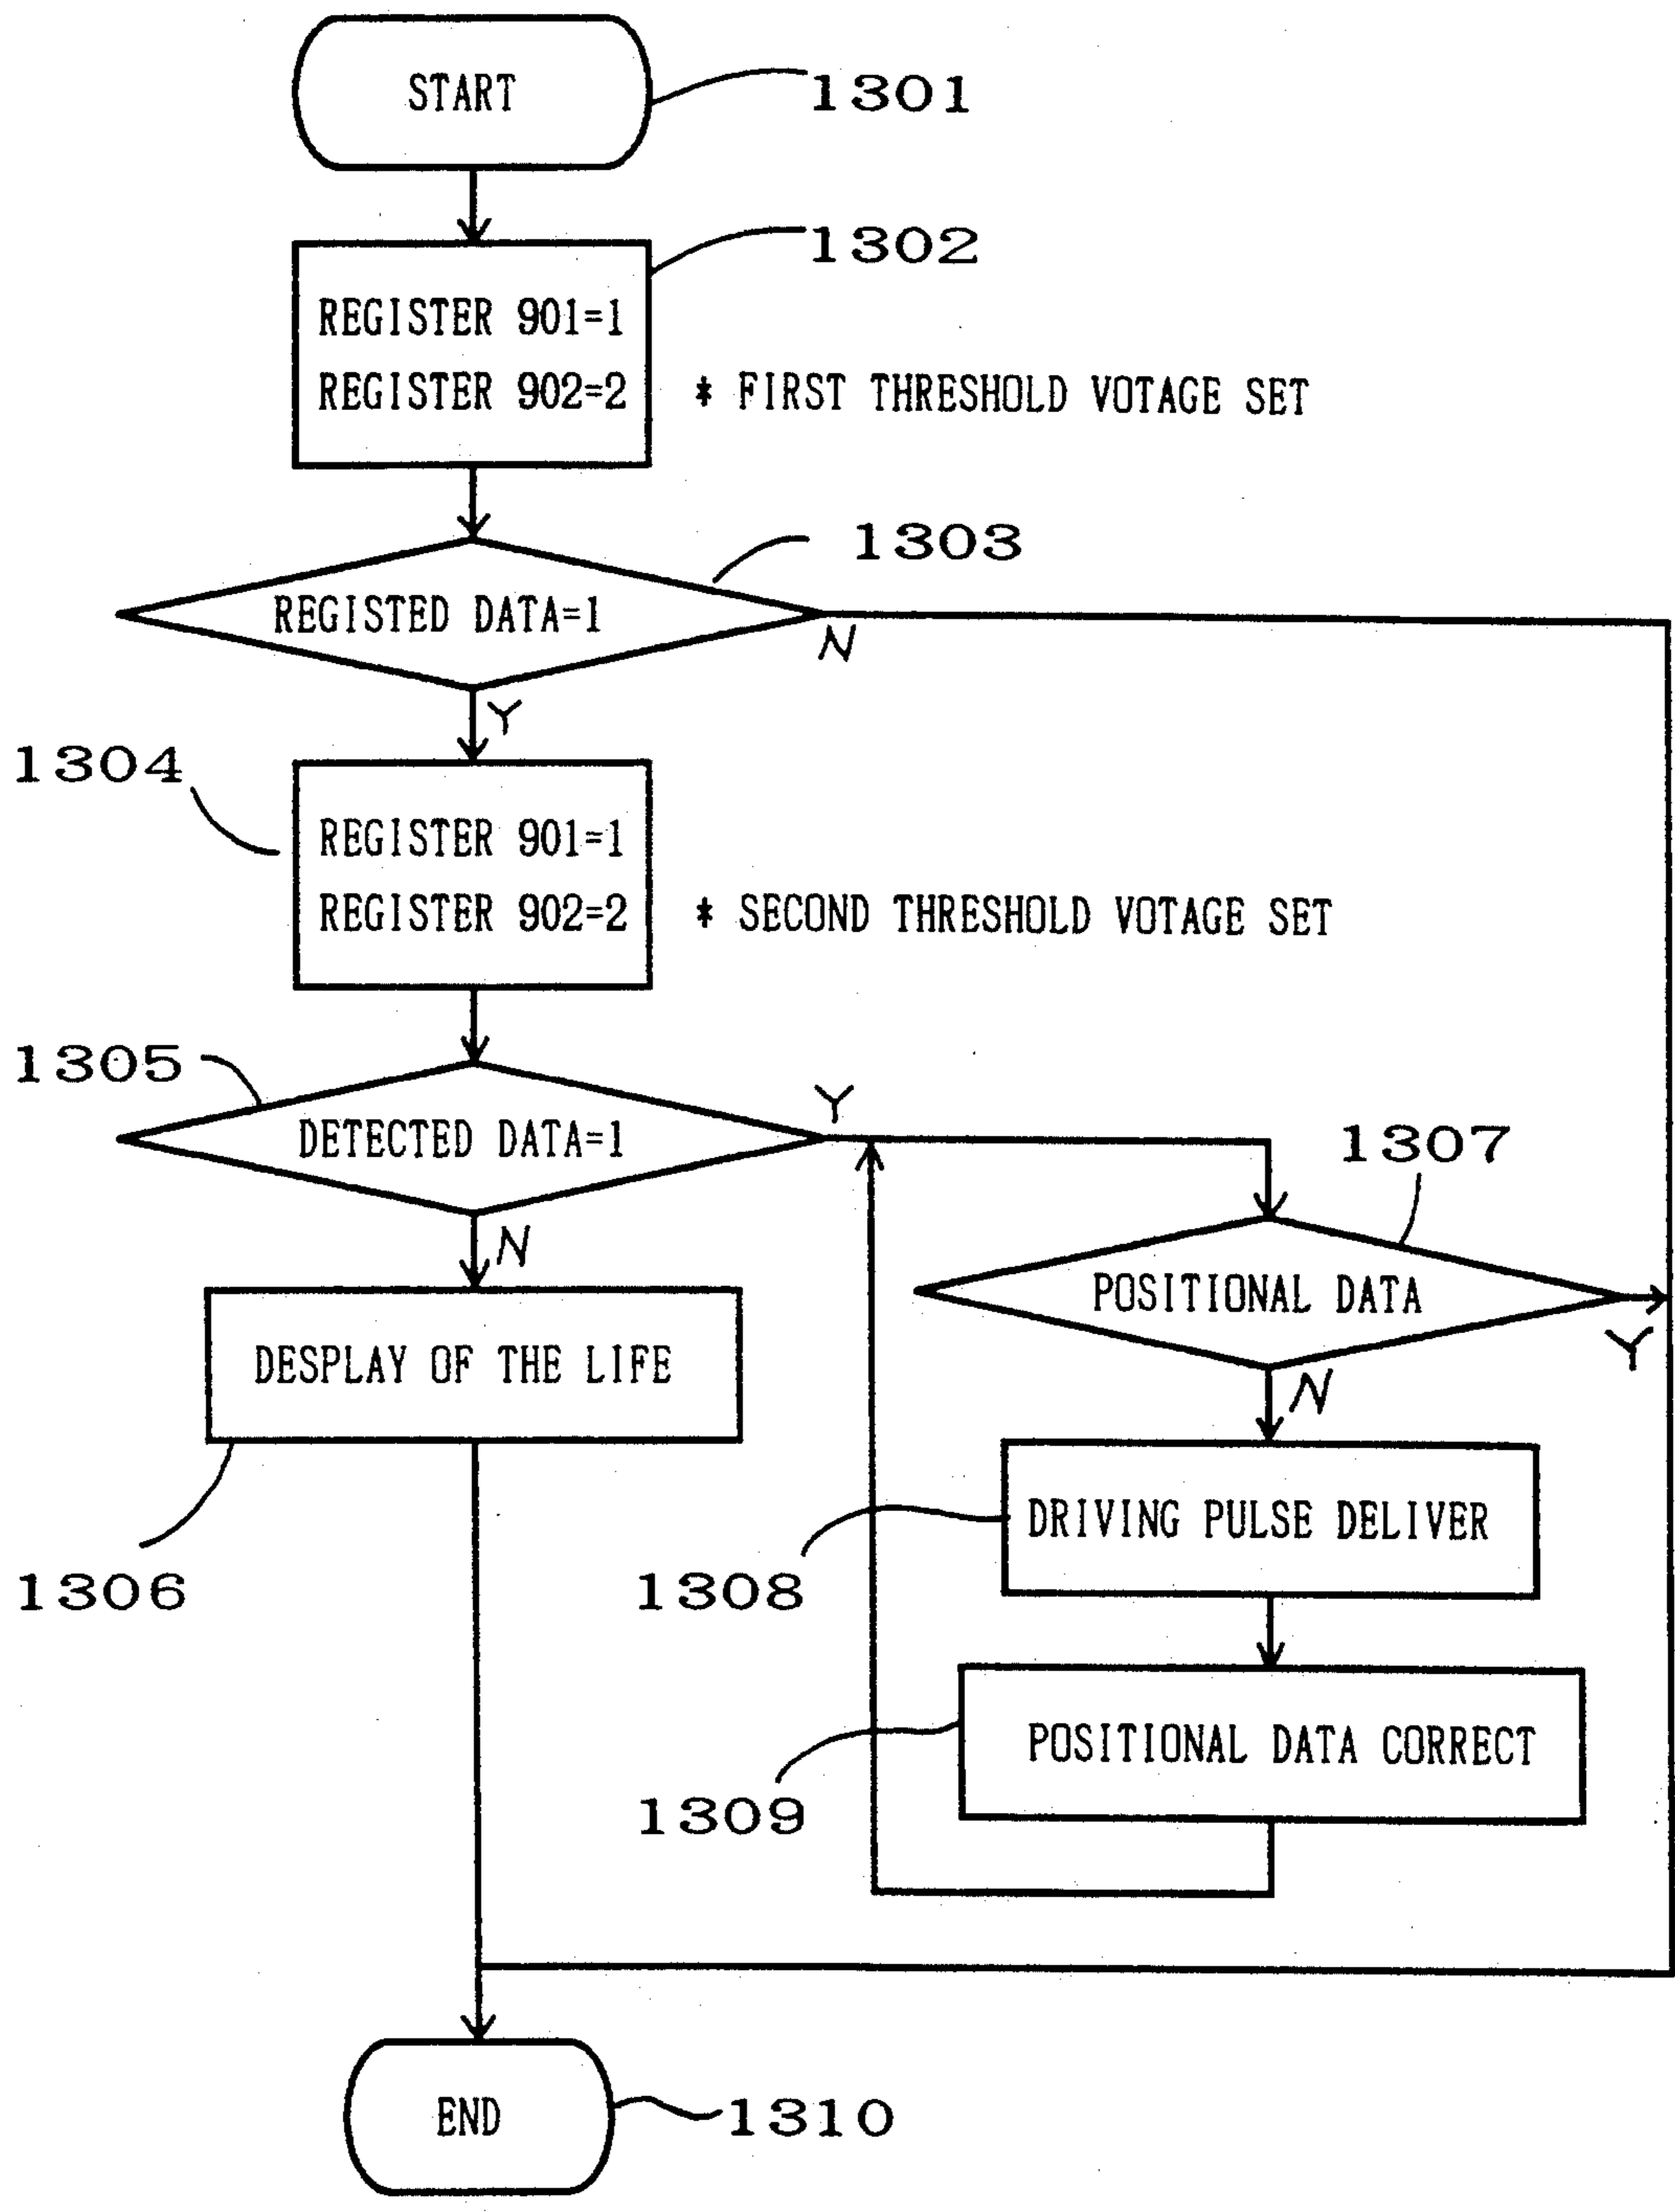 START
1301
1302
REGISTER 901=1
REGISTER 902=2
* FIRST THRESHOLD VOTAGE SET
1303
REGISTED DATA=1
N
Y
1304
REGISTER 901=1
REGISTER 902=2
* SECOND THRESHOLD VOTAGE SET
1305
DETECTED DATA=1
Y
N
1307
POSITIONAL DATA
Y
N
DESPLAY OF THE LIFE
1306
DRIVING PULSE DELIVER
1308
POSITIONAL DATA CORRECT
1309
END
1310